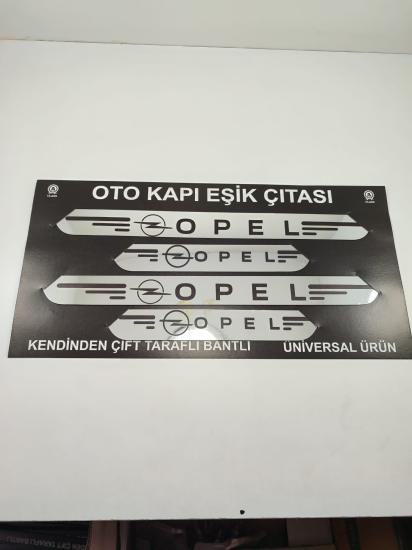 OTO KAPI EŞİK ÇITASI
OPEL
OPEL
OPEL
OPEL
KENDİNDEN ÇİFT TARAFLI BANTLI
ÜNİVERSAL ÜRÜN